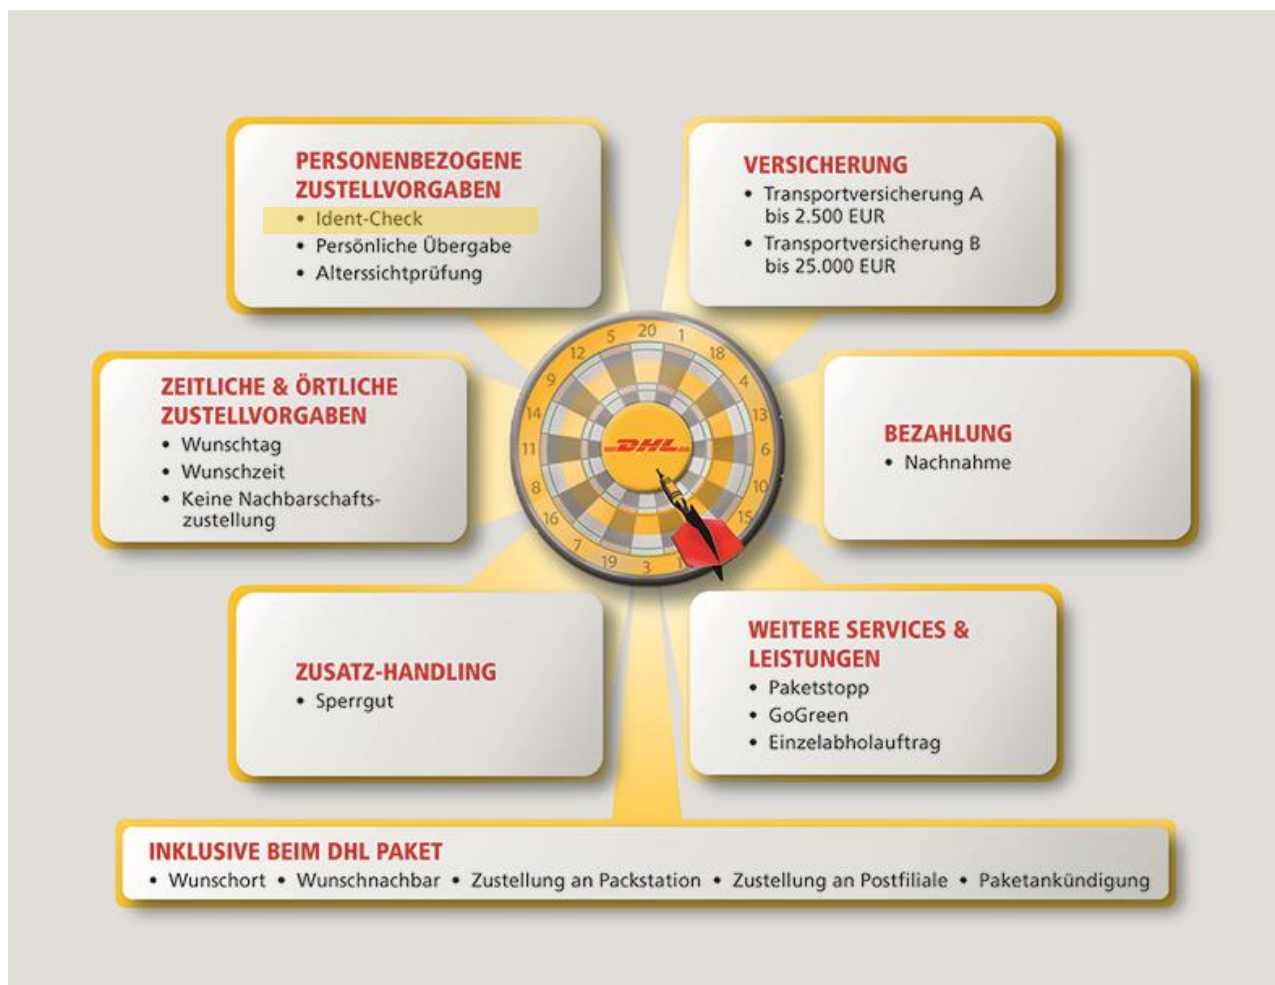 PERSONENBEZOGENE
ZUSTELLVORGABEN
• Ident-Check
• Persönliche Übergabe
• Alterssichtprüfung
VERSICHERUNG
• Transportversicherung A
bis 2.500 EUR
• Transportversicherung B
bis 25.000 EUR
ZEITLICHE & ÖRTLICHE
ZUSTELLVORGABEN
• Wunschtag
• Wunschzeit
• Keine Nachbarschafts-
zustellung
20
1
18
4
13
6
10
15
3
19
7
16
8
11
14
9
12
5
DHL
BEZAHLUNG
• Nachnahme
ZUSATZ-HANDLING
• Sperrgut
WEITERE SERVICES &
LEISTUNGEN
• Paketstopp
• GoGreen
• Einzelabholauftrag
INKLUSIVE BEIM DHL PAKET
• Wunschort • Wunschnachbar • Zustellung an Packstation • Zustellung an Postfiliale • Paketankündigung